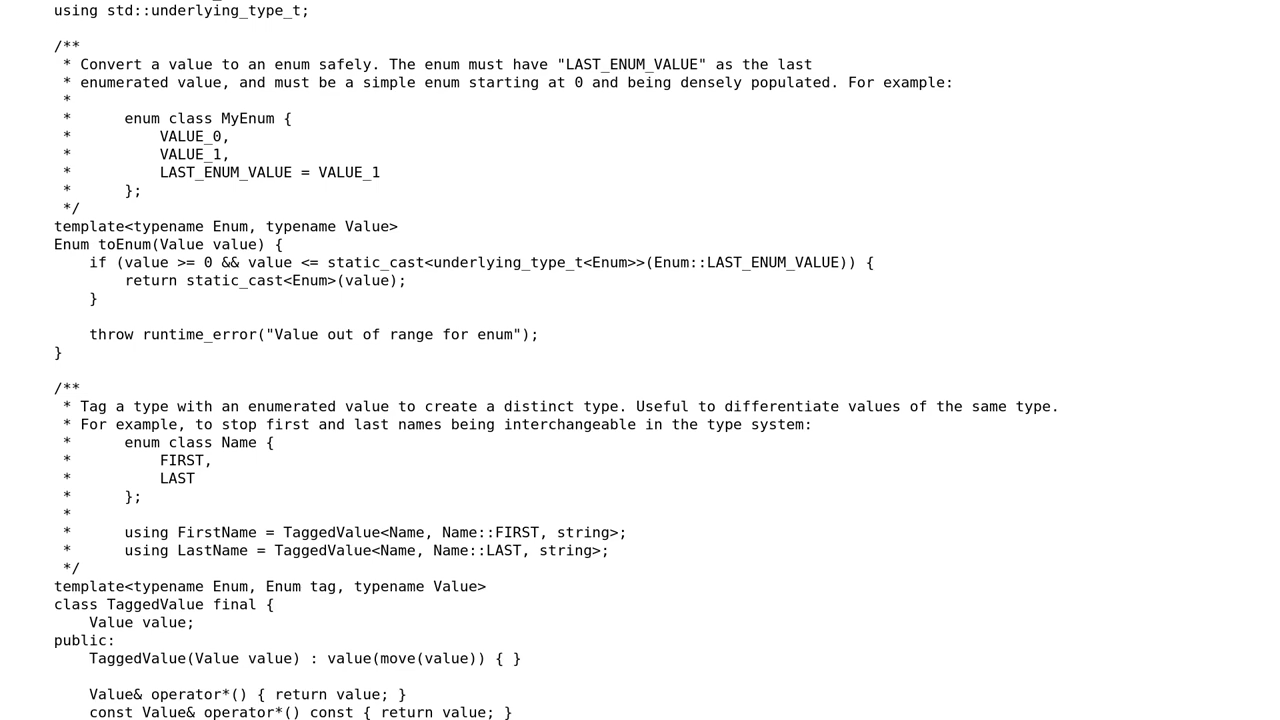 using std::underlying_type_t;

/**
 * Convert a value to an enum safely. The enum must have "LAST_ENUM_VALUE" as the last
 * enumerated value, and must be a simple enum starting at 0 and being densely populated. For example:
 *
 *      enum class MyEnum {
 *          VALUE_0,
 *          VALUE_1,
 *          LAST_ENUM_VALUE = VALUE_1
 *      };
 */
template<typename Enum, typename Value>
Enum toEnum(Value value) {
    if (value >= 0 && value <= static_cast<underlying_type_t<Enum>>(Enum::LAST_ENUM_VALUE)) {
        return static_cast<Enum>(value);
    }

    throw runtime_error("Value out of range for enum");
}

/**
 * Tag a type with an enumerated value to create a distinct type. Useful to differentiate values of the same type.
 * For example, to stop first and last names being interchangeable in the type system:
 *      enum class Name {
 *          FIRST,
 *          LAST
 *      };
 *
 *      using FirstName = TaggedValue<Name, Name::FIRST, string>;
 *      using LastName = TaggedValue<Name, Name::LAST, string>;
 */
template<typename Enum, Enum tag, typename Value>
class TaggedValue final {
    Value value;
public:
    TaggedValue(Value value) : value(move(value)) { }

    Value& operator*() { return value; }
    const Value& operator*() const { return value; }